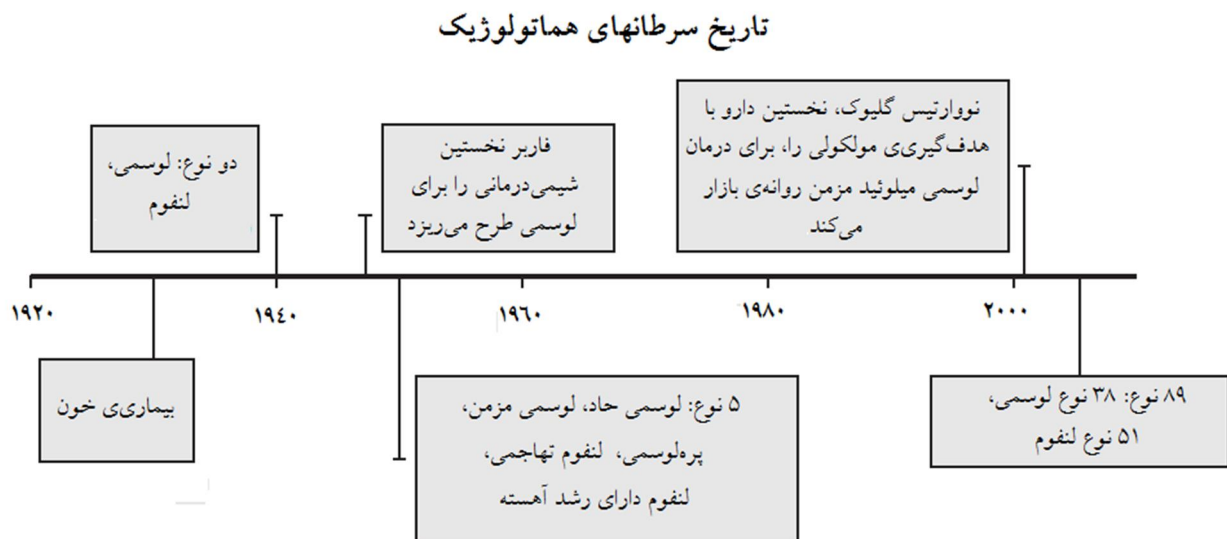 تاریخ سرطانهای هماتولوژیک
نووارتیس گلیوک، نخستین دارو با
هدف‌گیری‌ی مولکولی را، برای درمان
لوسمی میلوئید مزمن روانه‌ی بازار
می‌کند
فاربر نخستین
شیمی‌درمانی را برای
لوسمی طرح می‌ریزد
دو نوع: لوسمی،
لنفوم
۱۹۲۰
۱۹٤۰
۱۹٦۰
۱۹۸۰
۲۰۰۰
بیماری‌ی خون
۵ نوع: لوسمی حاد، لوسمی مزمن،
پره‌لوسمی، لنفوم تهاجمی،
لنفوم دارای رشد آهسته
۸۹ نوع: ۳۸ نوع لوسمی،
۵۱ نوع لنفوم